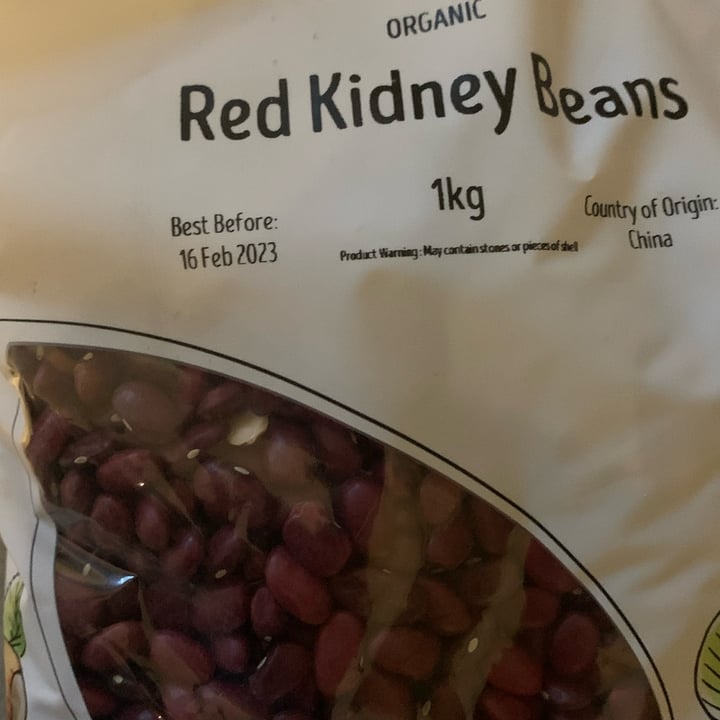 ORGANIC
Red Kidney Beans
1kg
Best Before:
16 Feb 2023
Product Warning: May contain stones or pieces of shell
Country of Origin:
China